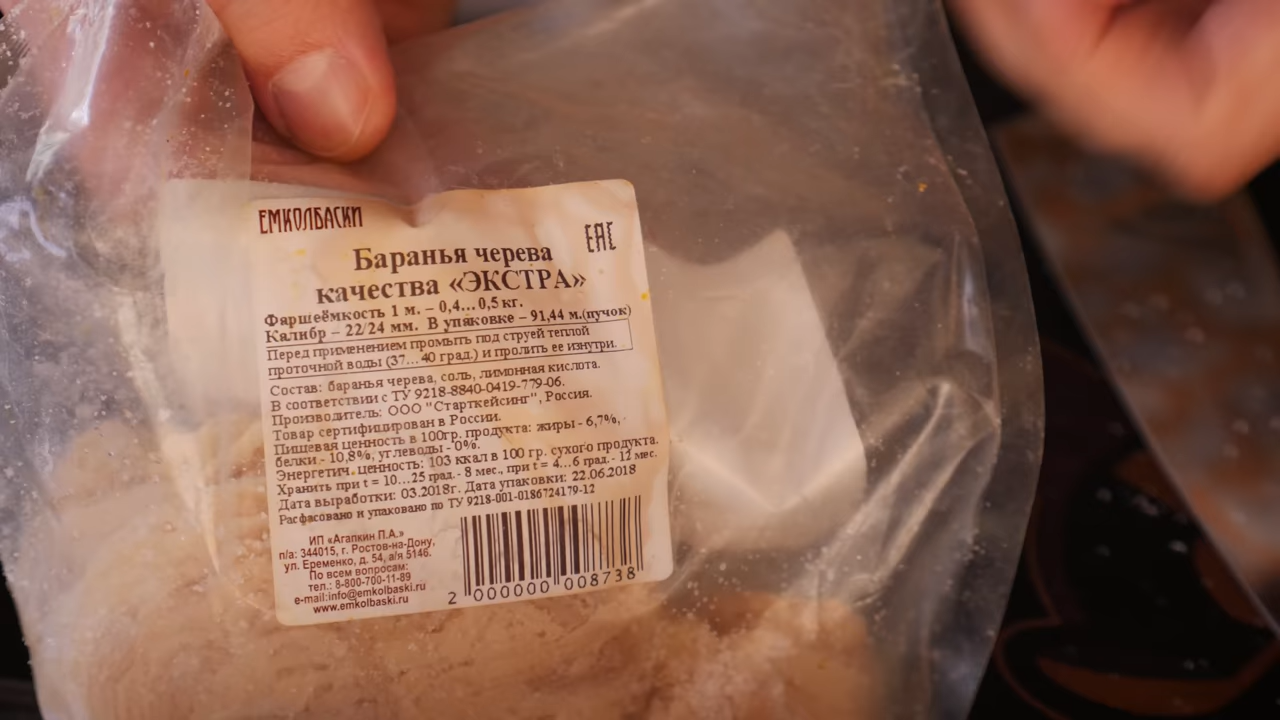 ЕМКОЛБАСКИ
ЕАС
Баранья черева
качества «ЭКСТРА»
Фаршеёмкость 1 м. – 0,4...0,5 кг.
Калибр – 22/24 мм. В упаковке – 91,44 м.(пучок)
Перед применением промыть под струей теплой
проточной воды (37...40 град.) и пролить ее изнутри.
Состав: баранья черева, соль, лимонная кислота.
В соответствии с ТУ 9218-8840-0419-779-06.
Производитель: ООО "Старткейсинг", Россия.
Товар сертифицирован в России.
Пищевая ценность в 100гр. продукта: жиры - 6,7%,
белки - 10,8%, углеводы - 0%.
Энергетич. ценность: 103 ккал в 100 гр. сухого продукта.
Хранить при t = 10...25 град.- 8 мес., при t = 4...6 град.- 12 мес.
Дата выработки: 03.2018г. Дата упаковки: 22.06.2018
Расфасовано и упаковано по ТУ 9218-001-0186724179-12
ИП «Агапкин П.А.»
п/а: 344015, г. Ростов-на-Дону,
ул. Еременко, д. 54, а/я 5146.
По всем вопросам:
тел.: 8-800-700-11-89
e-mail:info@emkolbaski.ru
www.emkolbaski.ru
2 000000 008738